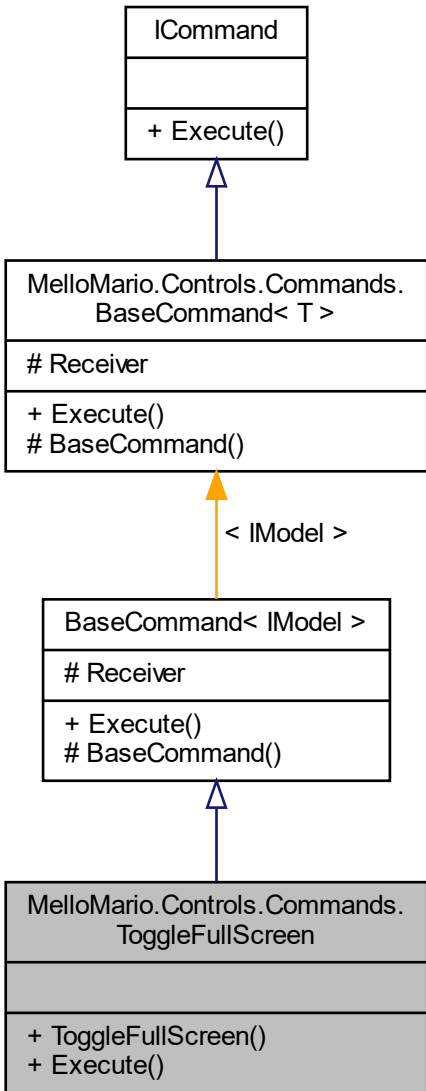 ICommand
+ Execute()
MelloMario.Controls.Commands.
BaseCommand< T >
# Receiver
+ Execute()
# BaseCommand()
< IModel >
BaseCommand< IModel >
# Receiver
+ Execute()
# BaseCommand()
MelloMario.Controls.Commands.
ToggleFullScreen
+ ToggleFullScreen()
+ Execute()